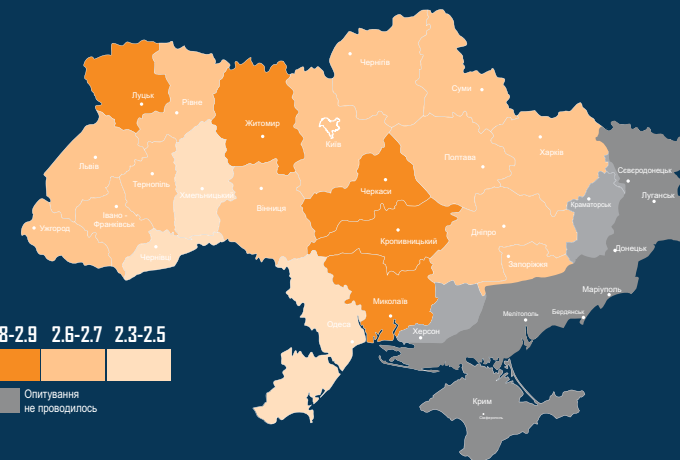 Чернігів
Суми
Луцьк
Рівне
Житомир
Київ
Харків
Полтава
Львів
Тернопіль
Хмельницький
Вінниця
Черкаси
Сєвєродонецьк
Луганськ
Краматорськ
Івано -
Франківськ
Ужгород
Чернівці
Кропивницький
Дніпро
Донецьк
Запоріжжя
Маріуполь
Миколаїв
Мелітополь
Бердянськ
Одеса
Херсон
8-2.9 2.6-2.7 2.3-2.5
Опитування
не проводилось
Крим
Сімферополь